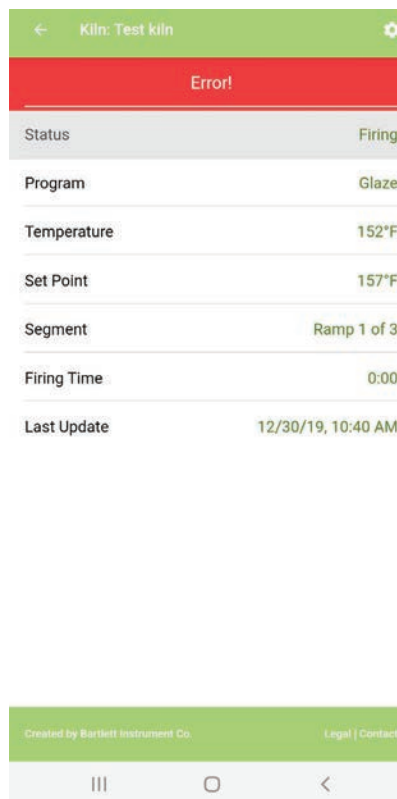 Kiln: Test kiln
Error!
Status Firing
Program Glaze
Temperature 152°F
Set Point 157°F
Segment Ramp 1 of 3
Firing Time 0:00
Last Update 12/30/19, 10:40 AM
Created by Bartlett Instrument Co. Legal | Contact